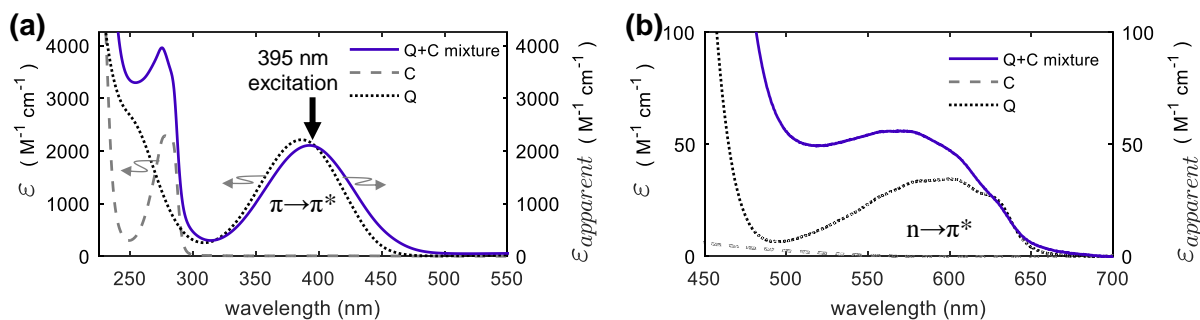 (a)
4000
3000
2000
1000
0
ε ( M⁻¹ cm⁻¹ )
395 nm
excitation
Q+C mixture
C
Q
π→π*
4000
3000
2000
1000
0
ε_apparent ( M⁻¹ cm⁻¹ )
250 300 350 400 450 500 550
wavelength (nm)
(b)
100
50
0
ε ( M⁻¹ cm⁻¹ )
Q+C mixture
C
Q
n→π*
100
50
0
ε_apparent ( M⁻¹ cm⁻¹ )
450 500 550 600 650 700
wavelength (nm)